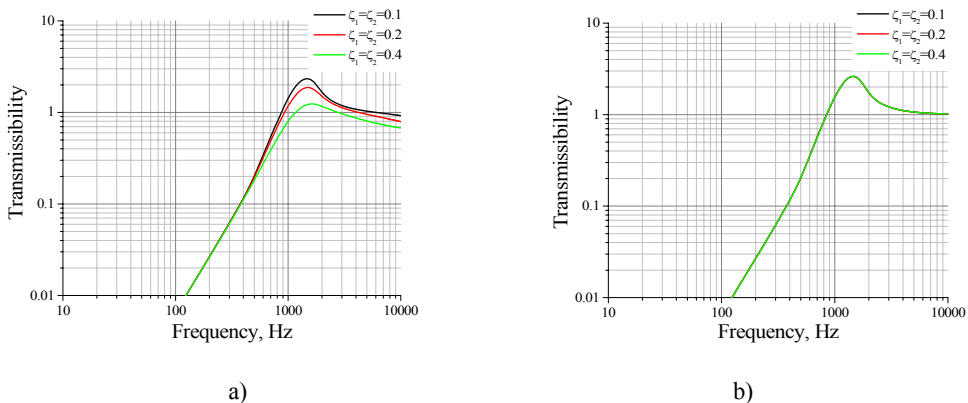 ζ₁=ζ₂=0.1
ζ₁=ζ₂=0.2
ζ₁=ζ₂=0.4
10
1
0.1
0.01
Transmissibility
10 100 1000 10000
Frequency, Hz
a)
ζ₁=ζ₂=0.1
ζ₁=ζ₂=0.2
ζ₁=ζ₂=0.4
10
1
0.1
0.01
Transmissibility
10 100 1000 10000
Frequency, Hz
b)